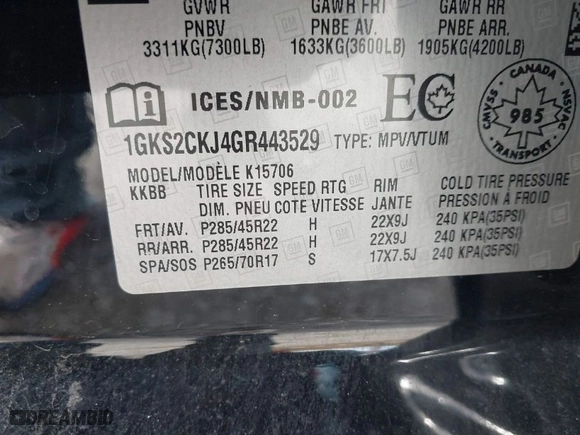 GVWR GAWR FRT GAWR RR
PNBV PNBE AV. PNBE ARR.
3311KG(7300LB) 1633KG(3600LB) 1905KG(4200LB)
ICES/NMB-002 EC
CANADA
CMVSS 985 NSVAC
TRANSPORT
1GKS2CKJ4GR443529 TYPE: MPV/VTUM
MODEL/MODÈLE K15706
KKBB TIRE SIZE SPEED RTG RIM COLD TIRE PRESSURE
DIM. PNEU COTE VITESSE JANTE PRESSION À FROID
FRT/AV. P285/45R22 H 22X9J 240 KPA(35PSI)
RR/ARR. P285/45R22 H 22X9J 240 KPA(35PSI)
SPA/SOS P265/70R17 S 17X7.5J 240 KPA(35PSI)
GM
DREAMBID